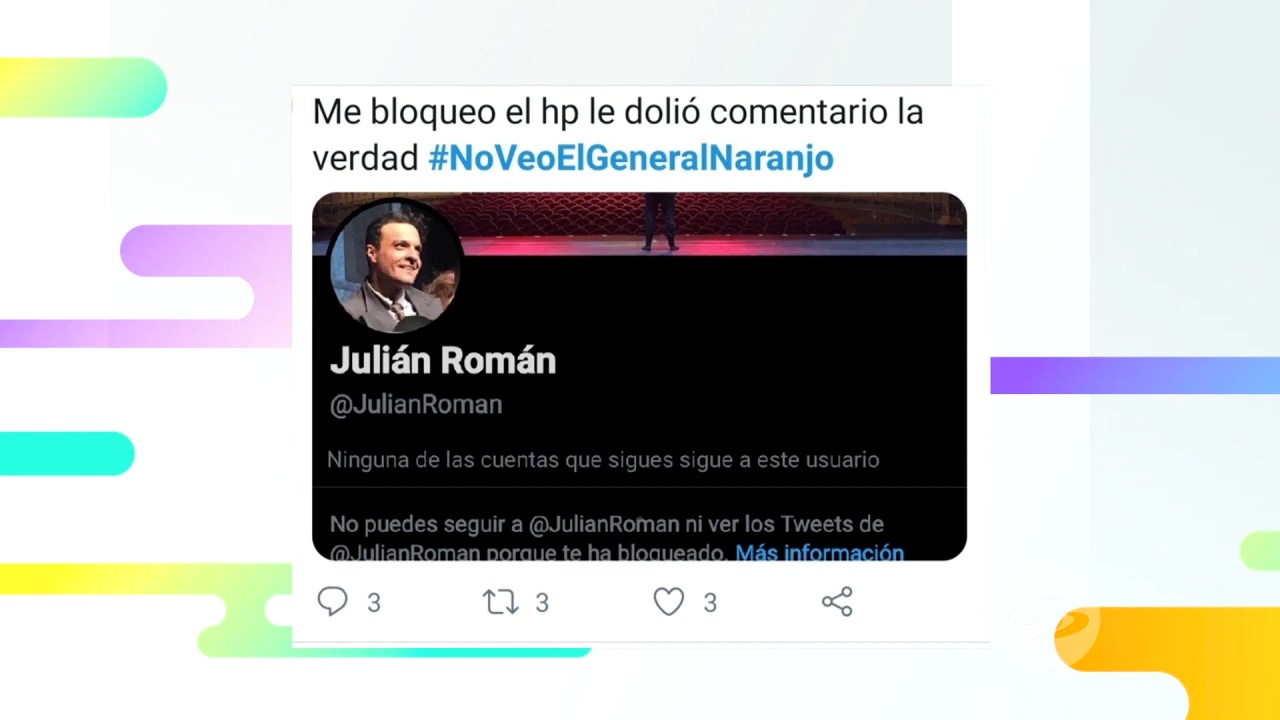 Me bloqueo el hp le dolió comentario la
verdad #NoVeoElGeneralNaranjo
Julián Román
@JulianRoman
Ninguna de las cuentas que sigues sigue a este usuario
No puedes seguir a @JulianRoman ni ver los Tweets de
@JulianRoman porque te ha bloqueado. Más información
3 3 3